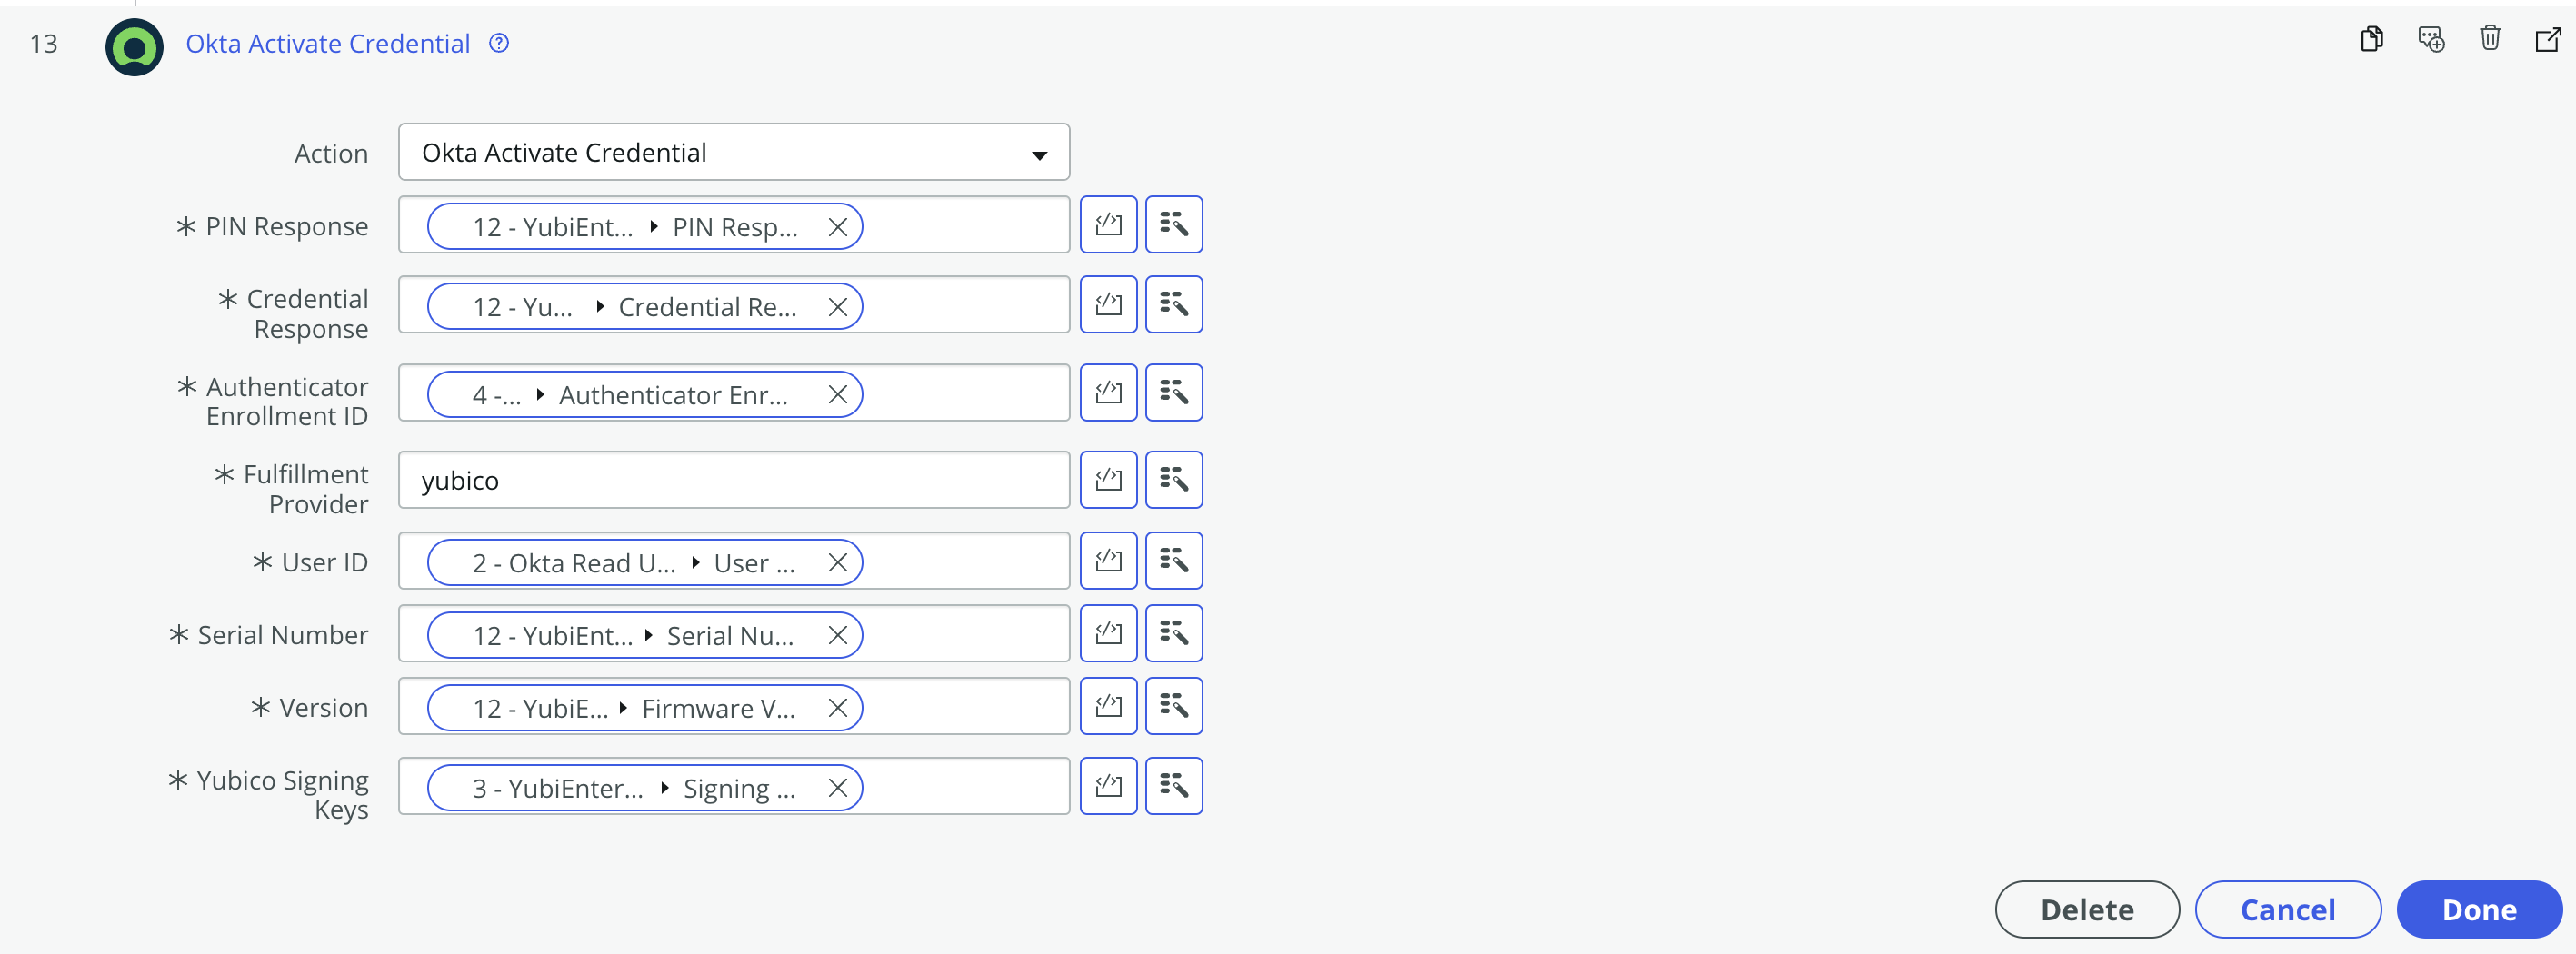 13 Okta Activate Credential ?
Action Okta Activate Credential
* PIN Response 12 - YubiEnt... PIN Resp...
* Credential Response 12 - Yu... Credential Re...
* Authenticator Enrollment ID 4 -... Authenticator Enr...
* Fulfillment Provider yubico
* User ID 2 - Okta Read U... User ...
* Serial Number 12 - YubiEnt... Serial Nu...
* Version 12 - YubiE... Firmware V...
* Yubico Signing Keys 3 - YubiEnter... Signing ...
Delete Cancel Done